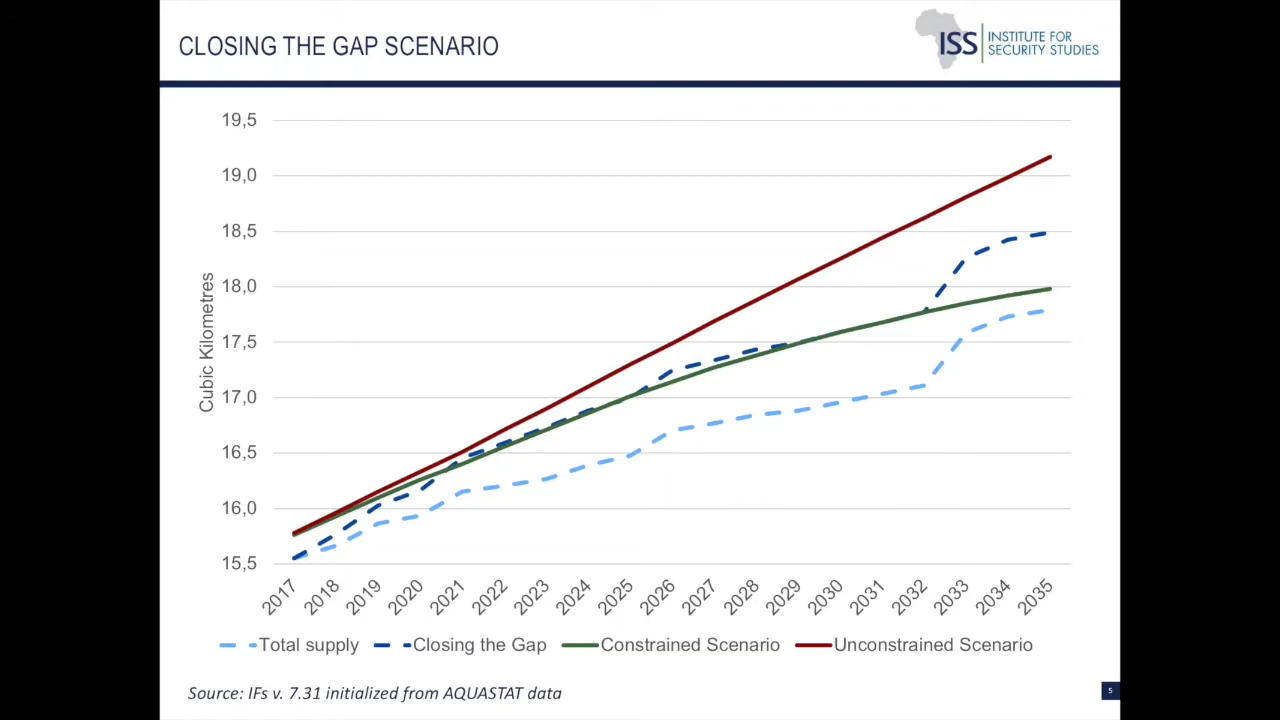 CLOSING THE GAP SCENARIO
ISS
INSTITUTE FOR
SECURITY STUDIES
19,5
19,0
18,5
18,0
17,5
17,0
16,5
16,0
15,5
Cubic Kilometres
2017 2018 2019 2020 2021 2022 2023 2024 2025 2026 2027 2028 2029 2030 2031 2032 2033 2034 2035
Total supply Closing the Gap Constrained Scenario Unconstrained Scenario
Source: IFs v. 7.31 initialized from AQUASTAT data
5